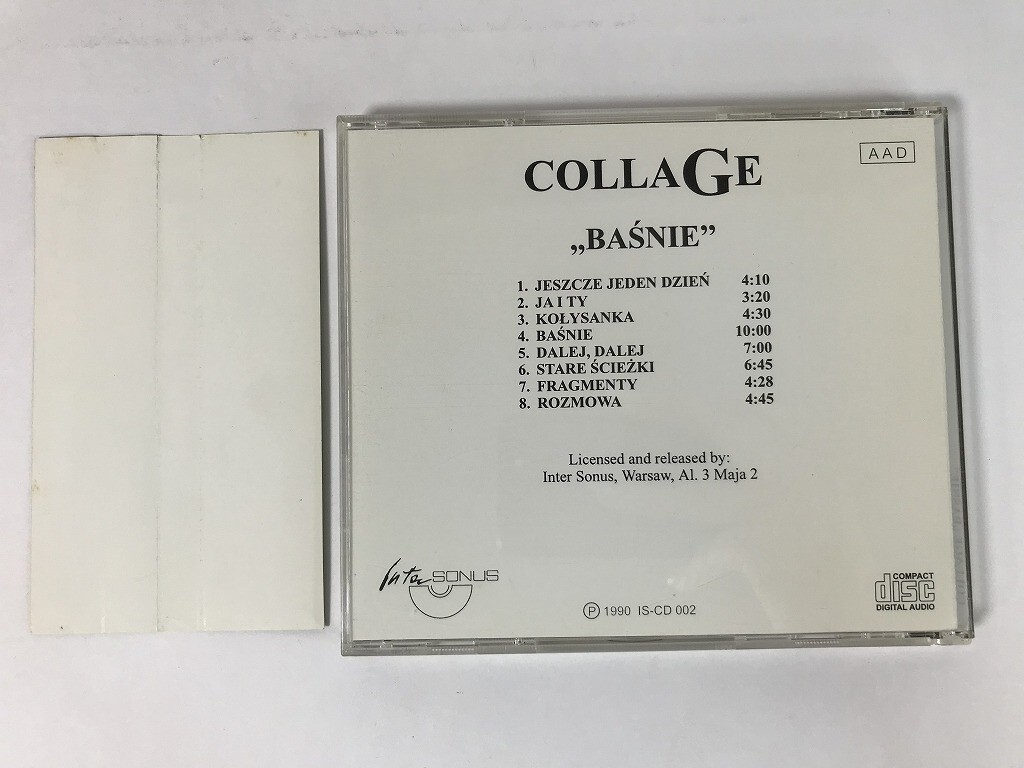 AAD
COLLAGE
„BAŚNIE”
1. JESZCZE JEDEN DZIEŃ 4:10
2. JA I TY 3:20
3. KOŁYSANKA 4:30
4. BAŚNIE 10:00
5. DALEJ, DALEJ 7:00
6. STARE ŚCIEŻKI 6:45
7. FRAGMENTY 4:28
8. ROZMOWA 4:45
Licensed and released by:
Inter Sonus, Warsaw, Al. 3 Maja 2
Inter SONUS
Ⓟ 1990 IS-CD 002
COMPACT
disc
DIGITAL AUDIO